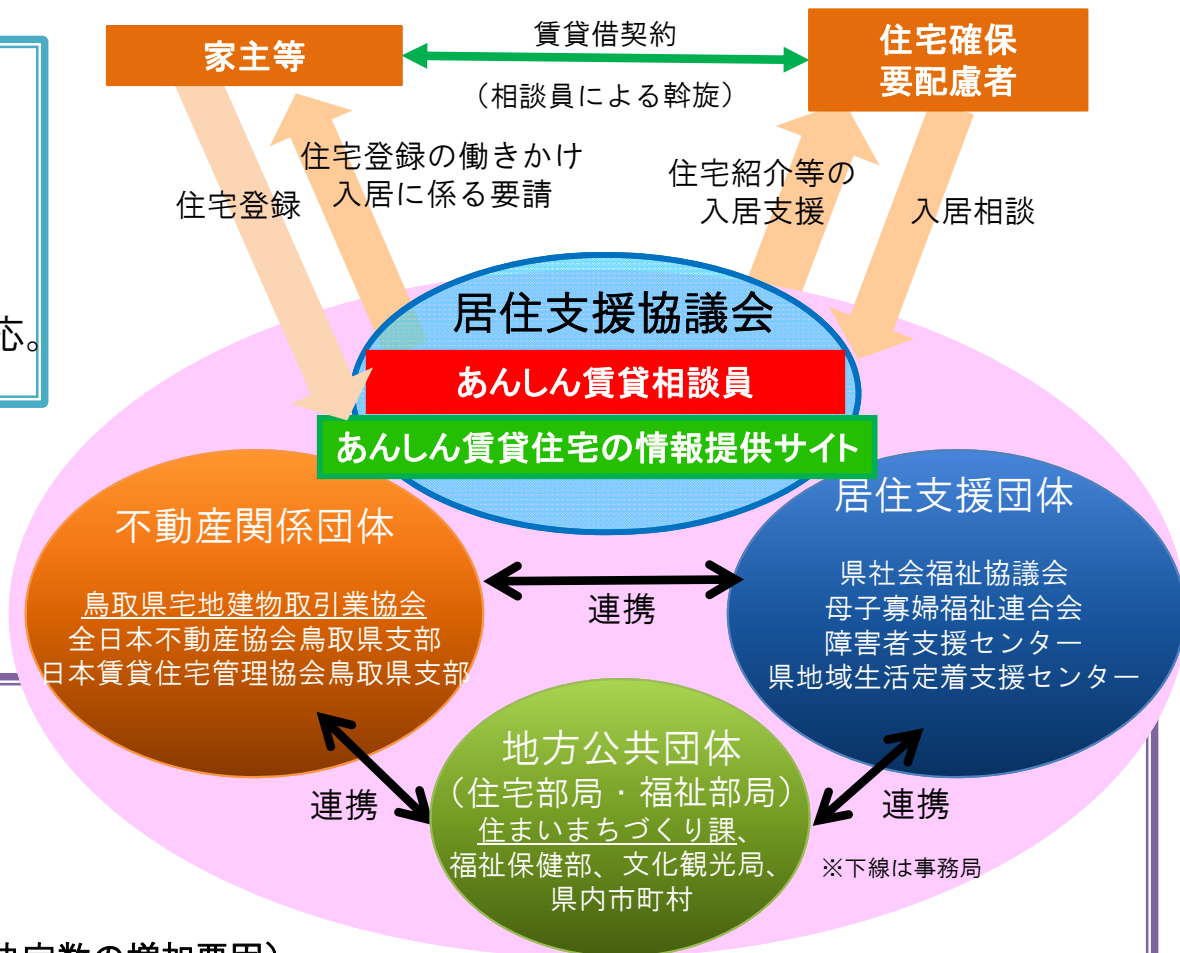 家主等
賃貸借契約
(相談員による斡旋)
住宅確保
要配慮者
住宅登録の働きかけ
入居に係る要請
住宅登録
住宅紹介等の
入居支援
入居相談
応。
居住支援協議会
あんしん賃貸相談員
あんしん賃貸住宅の情報提供サイト
不動産関係団体
鳥取県宅地建物取引業協会
全日本不動産協会鳥取県支部
日本賃貸住宅管理協会鳥取県支部
連携
居住支援団体
県社会福祉協議会
母子寡婦福祉連合会
障害者支援センター
県地域生活定着支援センター
連携
地方公共団体
(住宅部局・福祉部局)
住まいまちづくり課、
福祉保健部、文化観光局、
県内市町村
連携
※下線は事務局
数の増加要因)